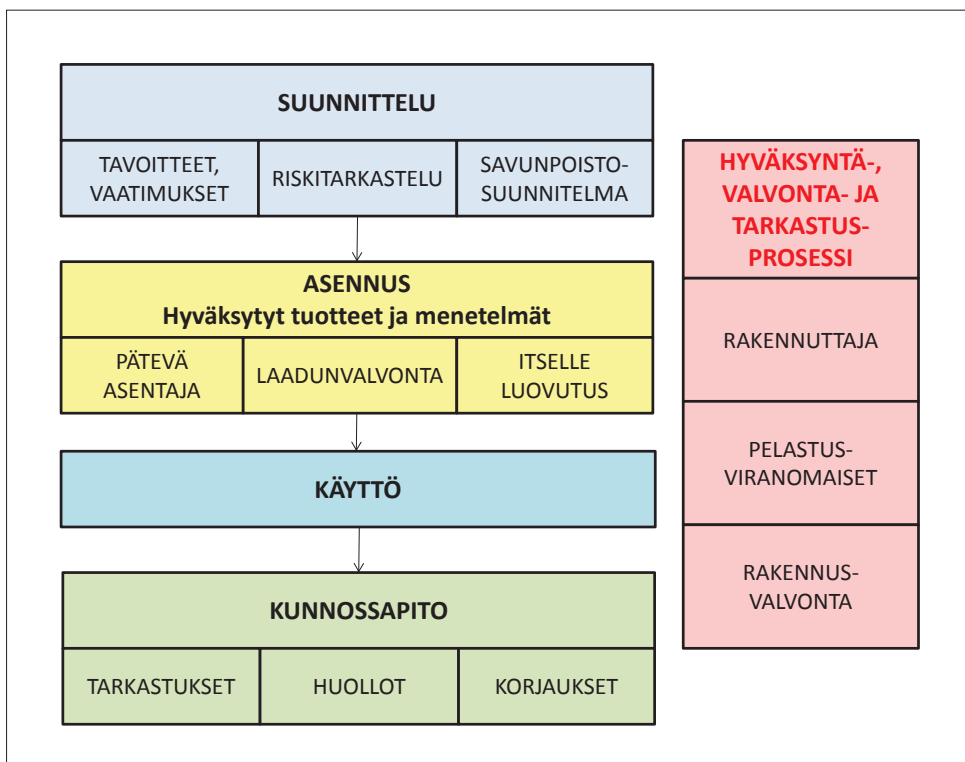 SUUNNITTELU
TAVOITTEET,
VAATIMUKSET
RISKITARKASTELU
SAVUNPOISTO-
SUUNNITELMA
ASENNUS
Hyväksytyt tuotteet ja menetelmät
PÄTEVÄ
ASENTAJA
LAADUNVALVONTA
ITSELLE
LUOVUTUS
KÄYTTÖ
KUNNOSSAPITO
TARKASTUKSET
HUOLLOT
KORJAUKSET
HYVÄKSYNTÄ-,
VALVONTA- JA
TARKASTUS-
PROSESSI
RAKENNUTTAJA
PELASTUS-
VIRANOMAISET
RAKENNUS-
VALVONTA